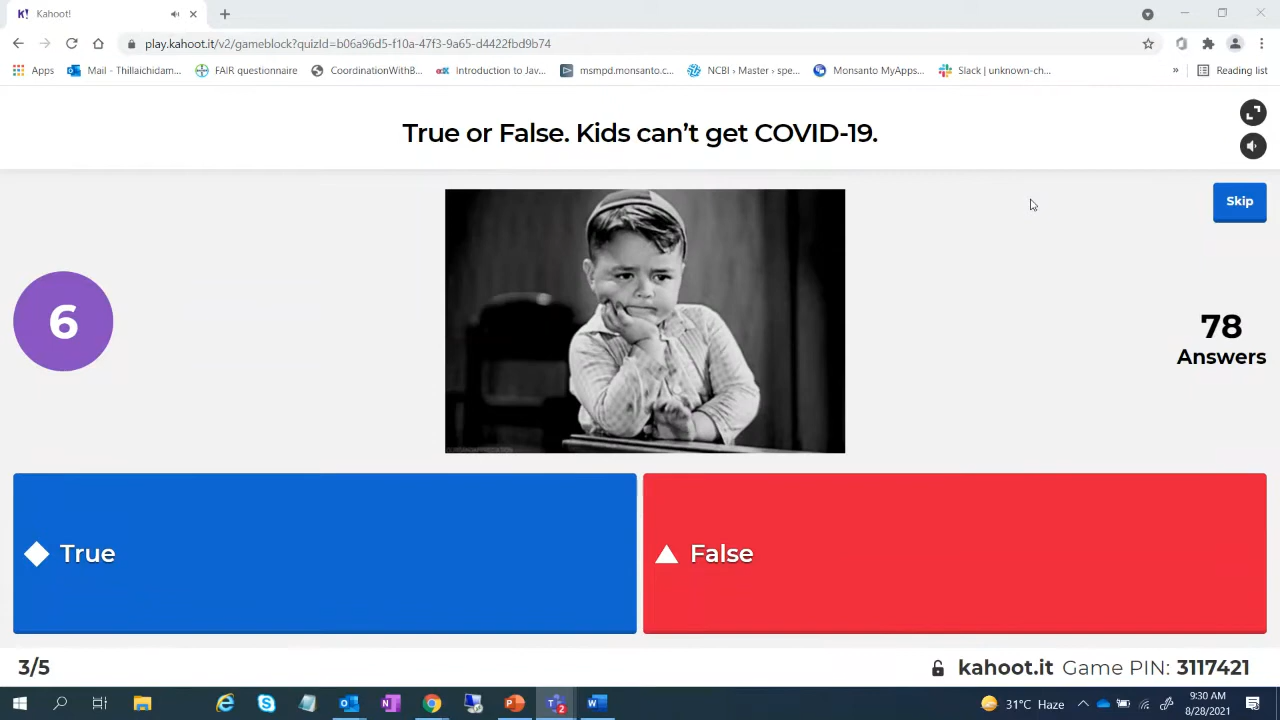 Kahoot!
play.kahoot.it/v2/gameblock?quizId=b06a96d5-f10a-47f3-9a65-d4422fbd9b74
Apps
Mail - Thillaichidam...
FAIR questionnaire
CoordinationWithB...
Introduction to Jav...
msmpd.monsanto.c...
NCBI › Master › spe...
Monsanto MyApps...
Slack | unknown-ch...
»
Reading list
True or False. Kids can't get COVID-19.
Skip
6
78
Answers
True
False
3/5
kahoot.it Game PIN: 3117421
31°C Haze
9:30 AM
8/28/2021